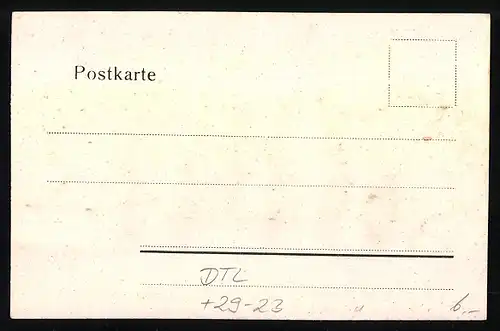 Postkarte
DTL
+29-23 6,-